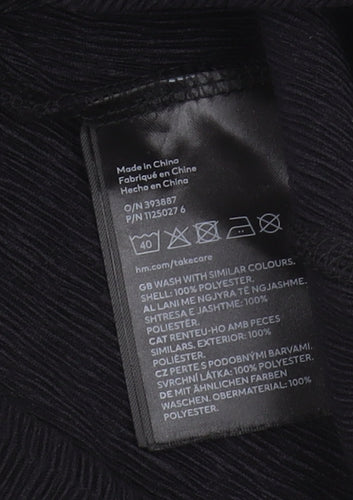 Made in China
Fabriqué en Chine
Hecho en China
O/N 393887
P/N 1125027 6
40
hm.com/takecare
GB WASH WITH SIMILAR COLOURS.
SHELL: 100% POLYESTER.
AL LANI ME NGJYRA TË NGJASHME.
SHTRESA E JASHTME: 100%
POLIESTËR.
CAT RENTEU-HO AMB PECES
SIMILARS. EXTERIOR: 100%
POLIÈSTER.
CZ PERTE S PODOBNÝMI BARVAMI.
SVRCHNÍ LÁTKA: 100% POLYESTER.
DE MIT ÄHNLICHEN FARBEN
WASCHEN. OBERMATERIAL: 100%
POLYESTER.